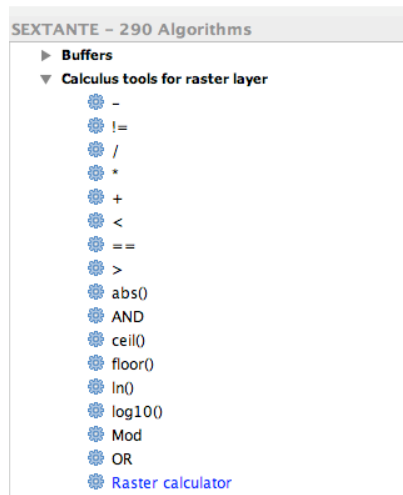 SEXTANTE – 290 Algorithms
Buffers
Calculus tools for raster layer
-
!=
/
*
+
<
==
>
abs()
AND
ceil()
floor()
ln()
log10()
Mod
OR
Raster calculator